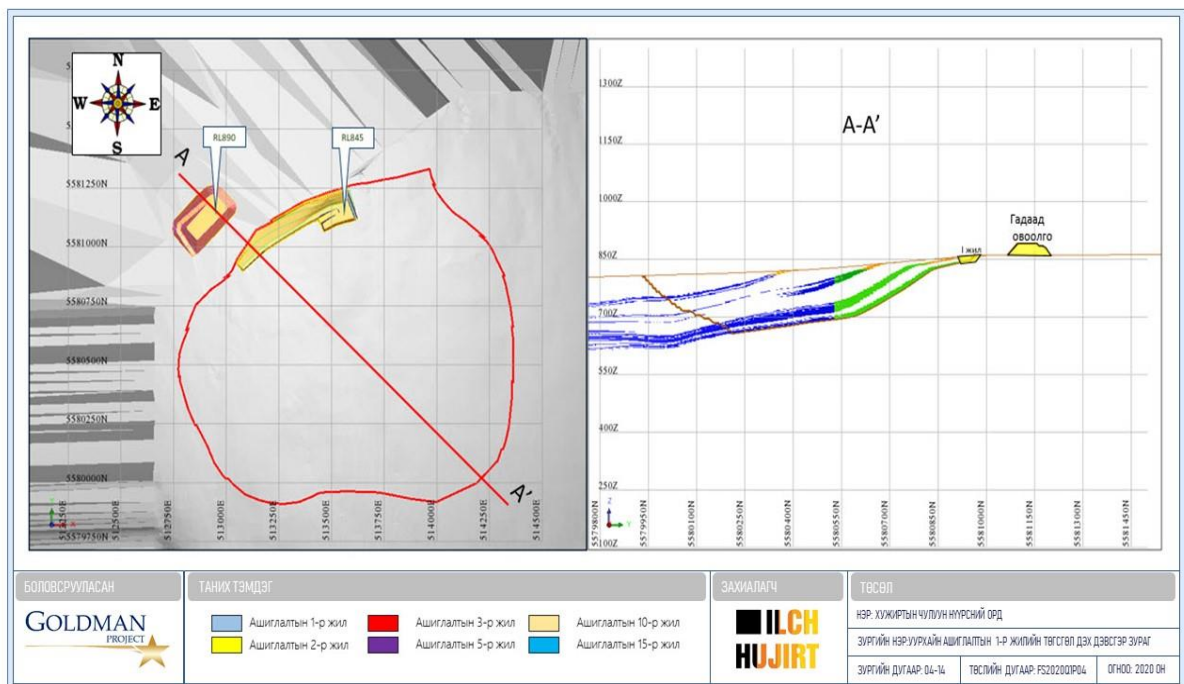 N
W E
S
RL890
RL845
A
A'
5581250N
5581000N
5580750N
5580500N
5580250N
5580000N
5579750N
512500E
512750E
513000E
513250E
513500E
513750E
514000E
514250E
514500E
A-A'
1300Z
1150Z
1000Z
850Z
700Z
550Z
400Z
250Z
100Z
Гадаад
овоолго
I жил
5579800N
5579950N
5580100N
5580250N
5580400N
5580550N
5580700N
5580850N
5581000N
5581150N
5581300N
5581450N
БОЛОВСРУУЛАСАН
GOLDMAN
PROJECT
ТАНИХ ТЭМДЭГ
Ашиглалтын 1-р жил
Ашиглалтын 3-р жил
Ашиглалтын 10-р жил
Ашиглалтын 2-р жил
Ашиглалтын 5-р жил
Ашиглалтын 15-р жил
ЗАХИАЛАГЧ
ILCH
HUJIRT
ТӨСӨЛ
НЭР: ХУЖИРТЫН ЧУЛУУН НҮҮРСНИЙ ОРД
ЗУРГИЙН НЭР:УУРХАЙН АШИГЛАЛТЫН 1-Р ЖИЛИЙН ТӨГСГӨЛ ДЭХ ДЭВСГЭР ЗУРАГ
ЗУРГИЙН ДУГААР: 04-14
ТӨСЛИЙН ДУГААР: FS2020Q1P04
ОГНОО: 2020 ОН